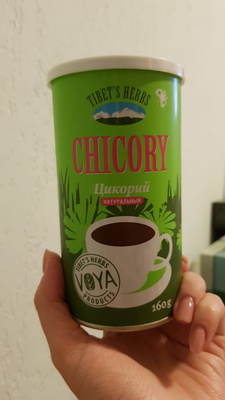 TIBET'S HERBS
CHICORY
Цикорий
НАТУРАЛЬНЫЙ
TIBET'S HERBS
VOYA
PRODUCTS
160g